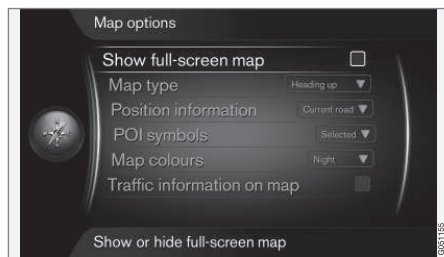 Map options
Show full-screen map
Map type Heading up
Position information Current road
POI symbols Selected
Map colours Night
Traffic information on map
Show or hide full-screen map
G051155